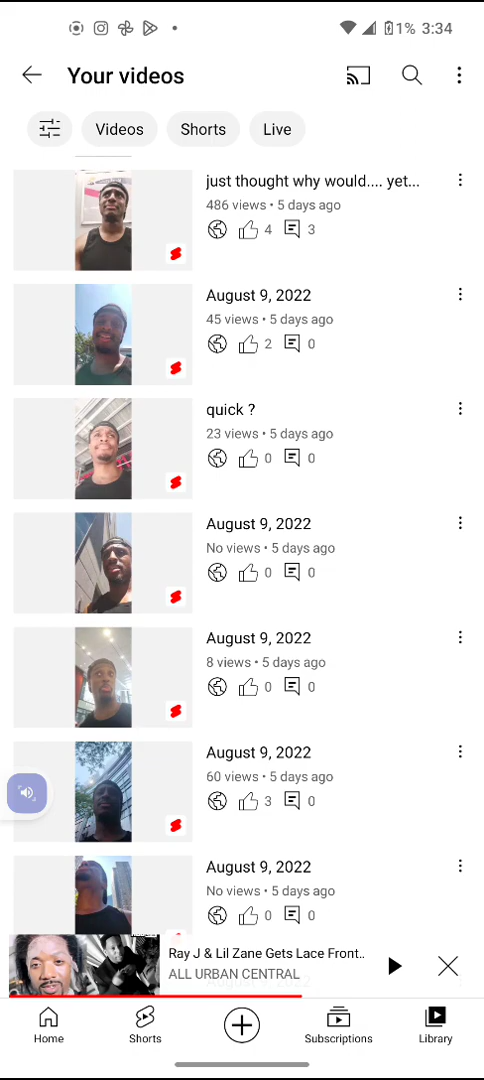 1% 3:34
Your videos
Videos Shorts Live
just thought why would.... yet...
486 views • 5 days ago
4 3
August 9, 2022
45 views • 5 days ago
2 0
quick ?
23 views • 5 days ago
0 0
August 9, 2022
No views • 5 days ago
0 0
August 9, 2022
8 views • 5 days ago
0 0
August 9, 2022
60 views • 5 days ago
3 0
August 9, 2022
No views • 5 days ago
0 0
Ray J & Lil Zane Gets Lace Front..
ALL URBAN CENTRAL
Home Shorts Subscriptions Library